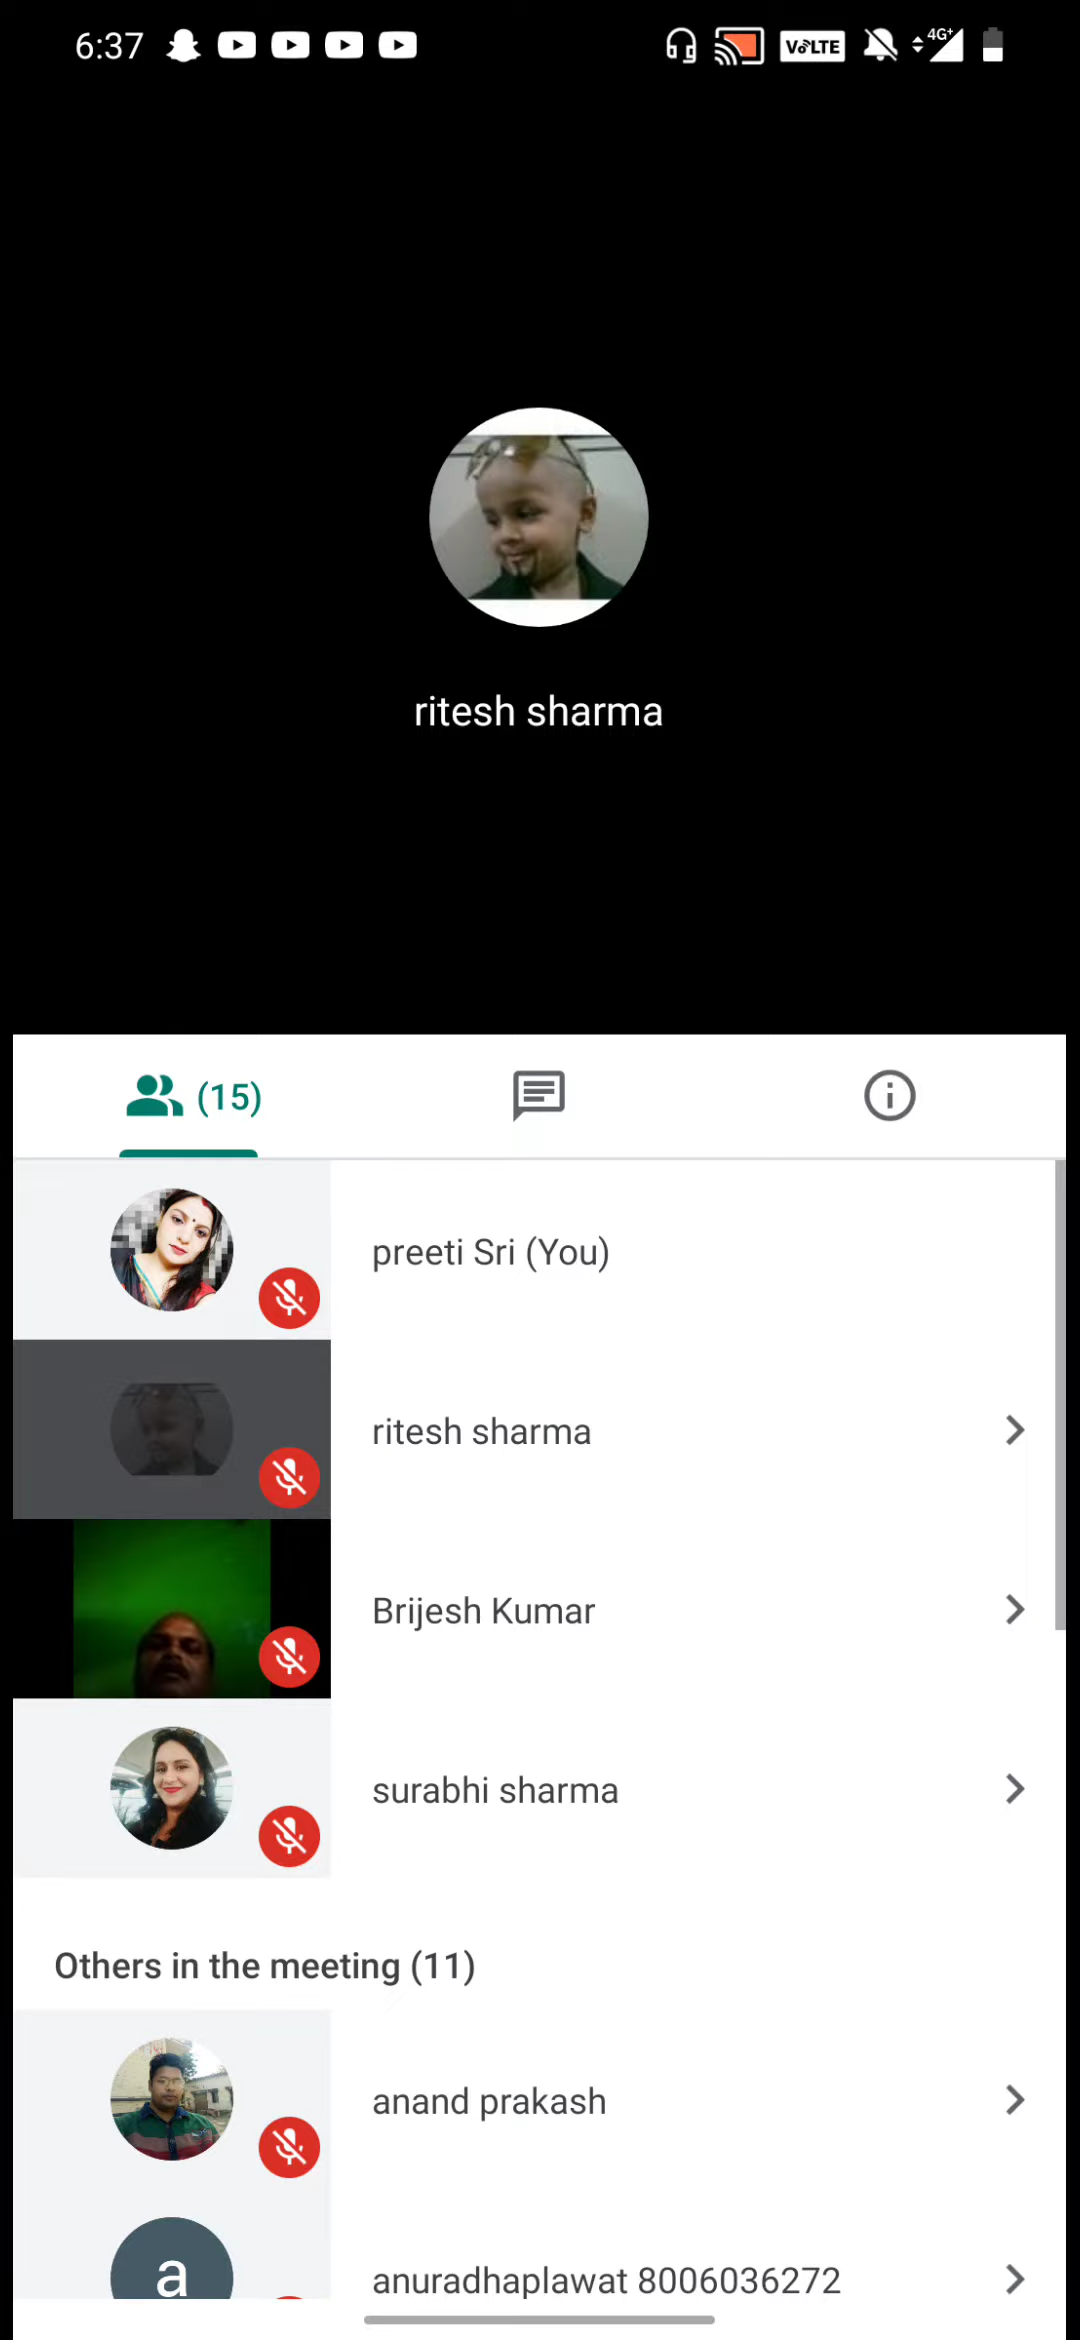 6:37
VoLTE
4G+
ritesh sharma
(15)
preeti Sri (You)
ritesh sharma
Brijesh Kumar
surabhi sharma
Others in the meeting (11)
anand prakash
a
anuradhaplawat 8006036272